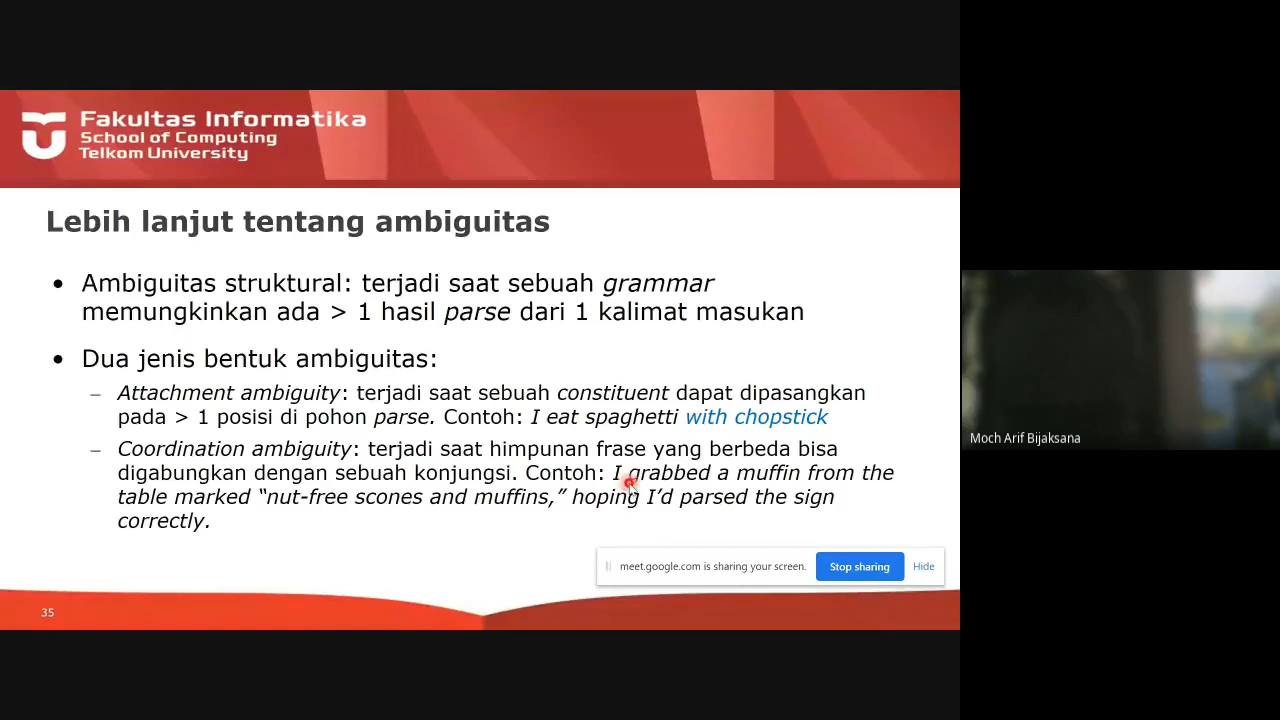 Fakultas Informatika
School of Computing
Telkom University
Lebih lanjut tentang ambiguitas
• Ambiguitas struktural: terjadi saat sebuah grammar
memungkinkan ada > 1 hasil parse dari 1 kalimat masukan
• Dua jenis bentuk ambiguitas:
– Attachment ambiguity: terjadi saat sebuah constituent dapat dipasangkan
pada > 1 posisi di pohon parse. Contoh: I eat spaghetti with chopstick
– Coordination ambiguity: terjadi saat himpunan frase yang berbeda bisa
digabungkan dengan sebuah konjungsi. Contoh: I grabbed a muffin from the
table marked “nut-free scones and muffins,” hoping I’d parsed the sign
correctly.
meet.google.com is sharing your screen. Stop sharing Hide
35
Moch Arif Bijaksana